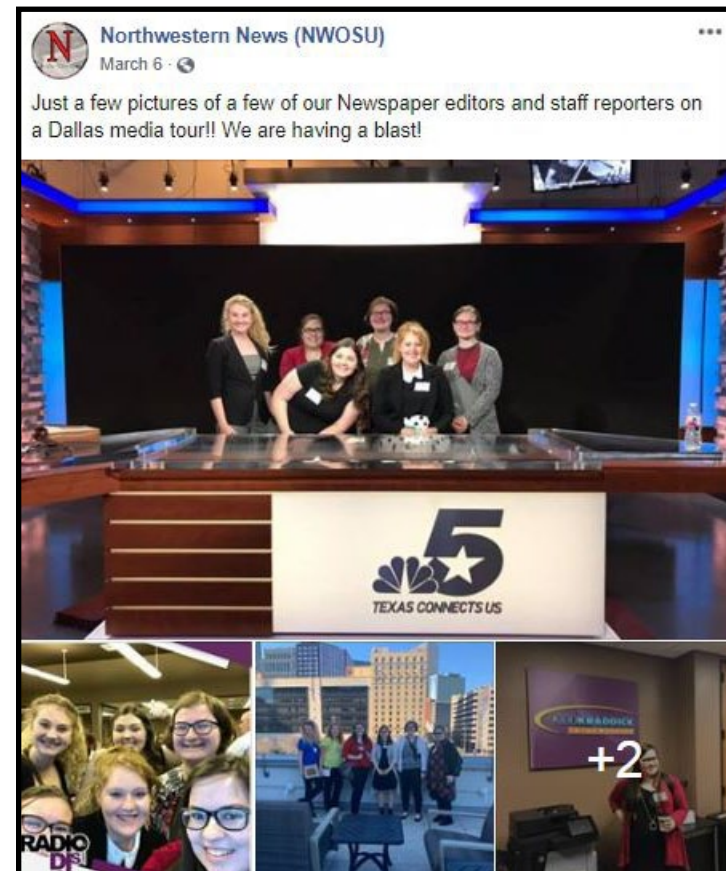 N
Northwestern News (NWOSU)
March 6 ·
Just a few pictures of a few of our Newspaper editors and staff reporters on
a Dallas media tour!! We are having a blast!
5
TEXAS CONNECTS US
RADIO
KRADDICK
+2